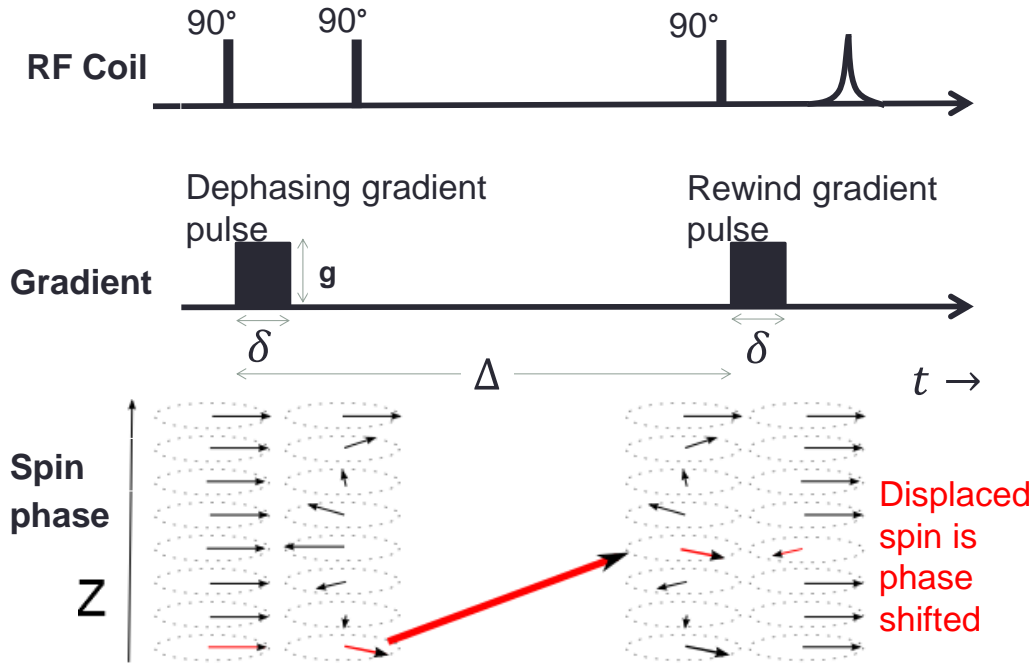 90° 90° 90°
RF Coil
Dephasing gradient
pulse
Rewind gradient
pulse
g
Gradient
δ δ
Δ
t →
Spin
phase
Z
Displaced
spin is
phase
shifted